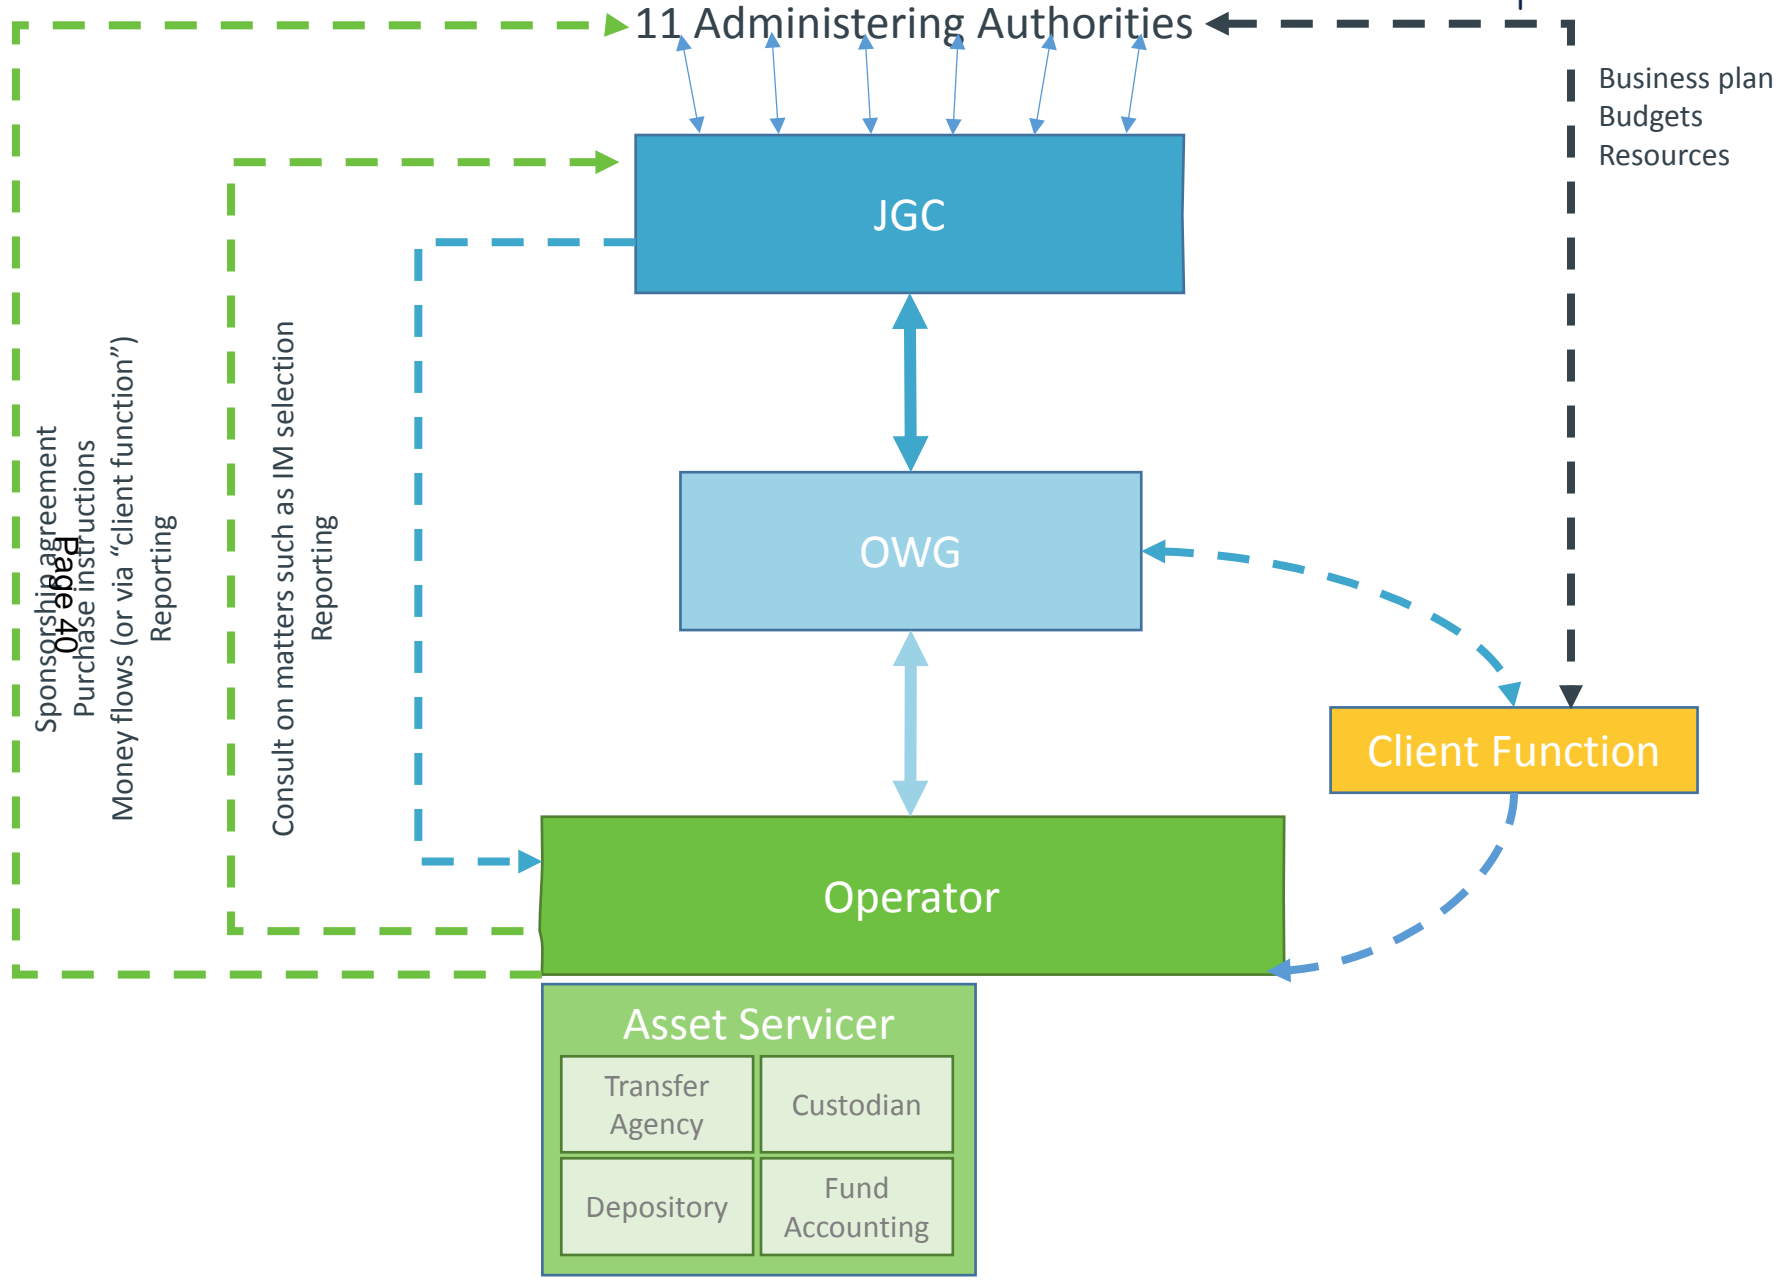 11 Administering Authorities
Business plan
Budgets
Resources
JGC
Sponsorship agreement
Purchase instructions
Money flows (or via “client function”)
Reporting
Page 40
Consult on matters such as IM selection
Reporting
OWG
Client Function
Operator
Asset Servicer
Transfer
Agency
Custodian
Depository
Fund
Accounting